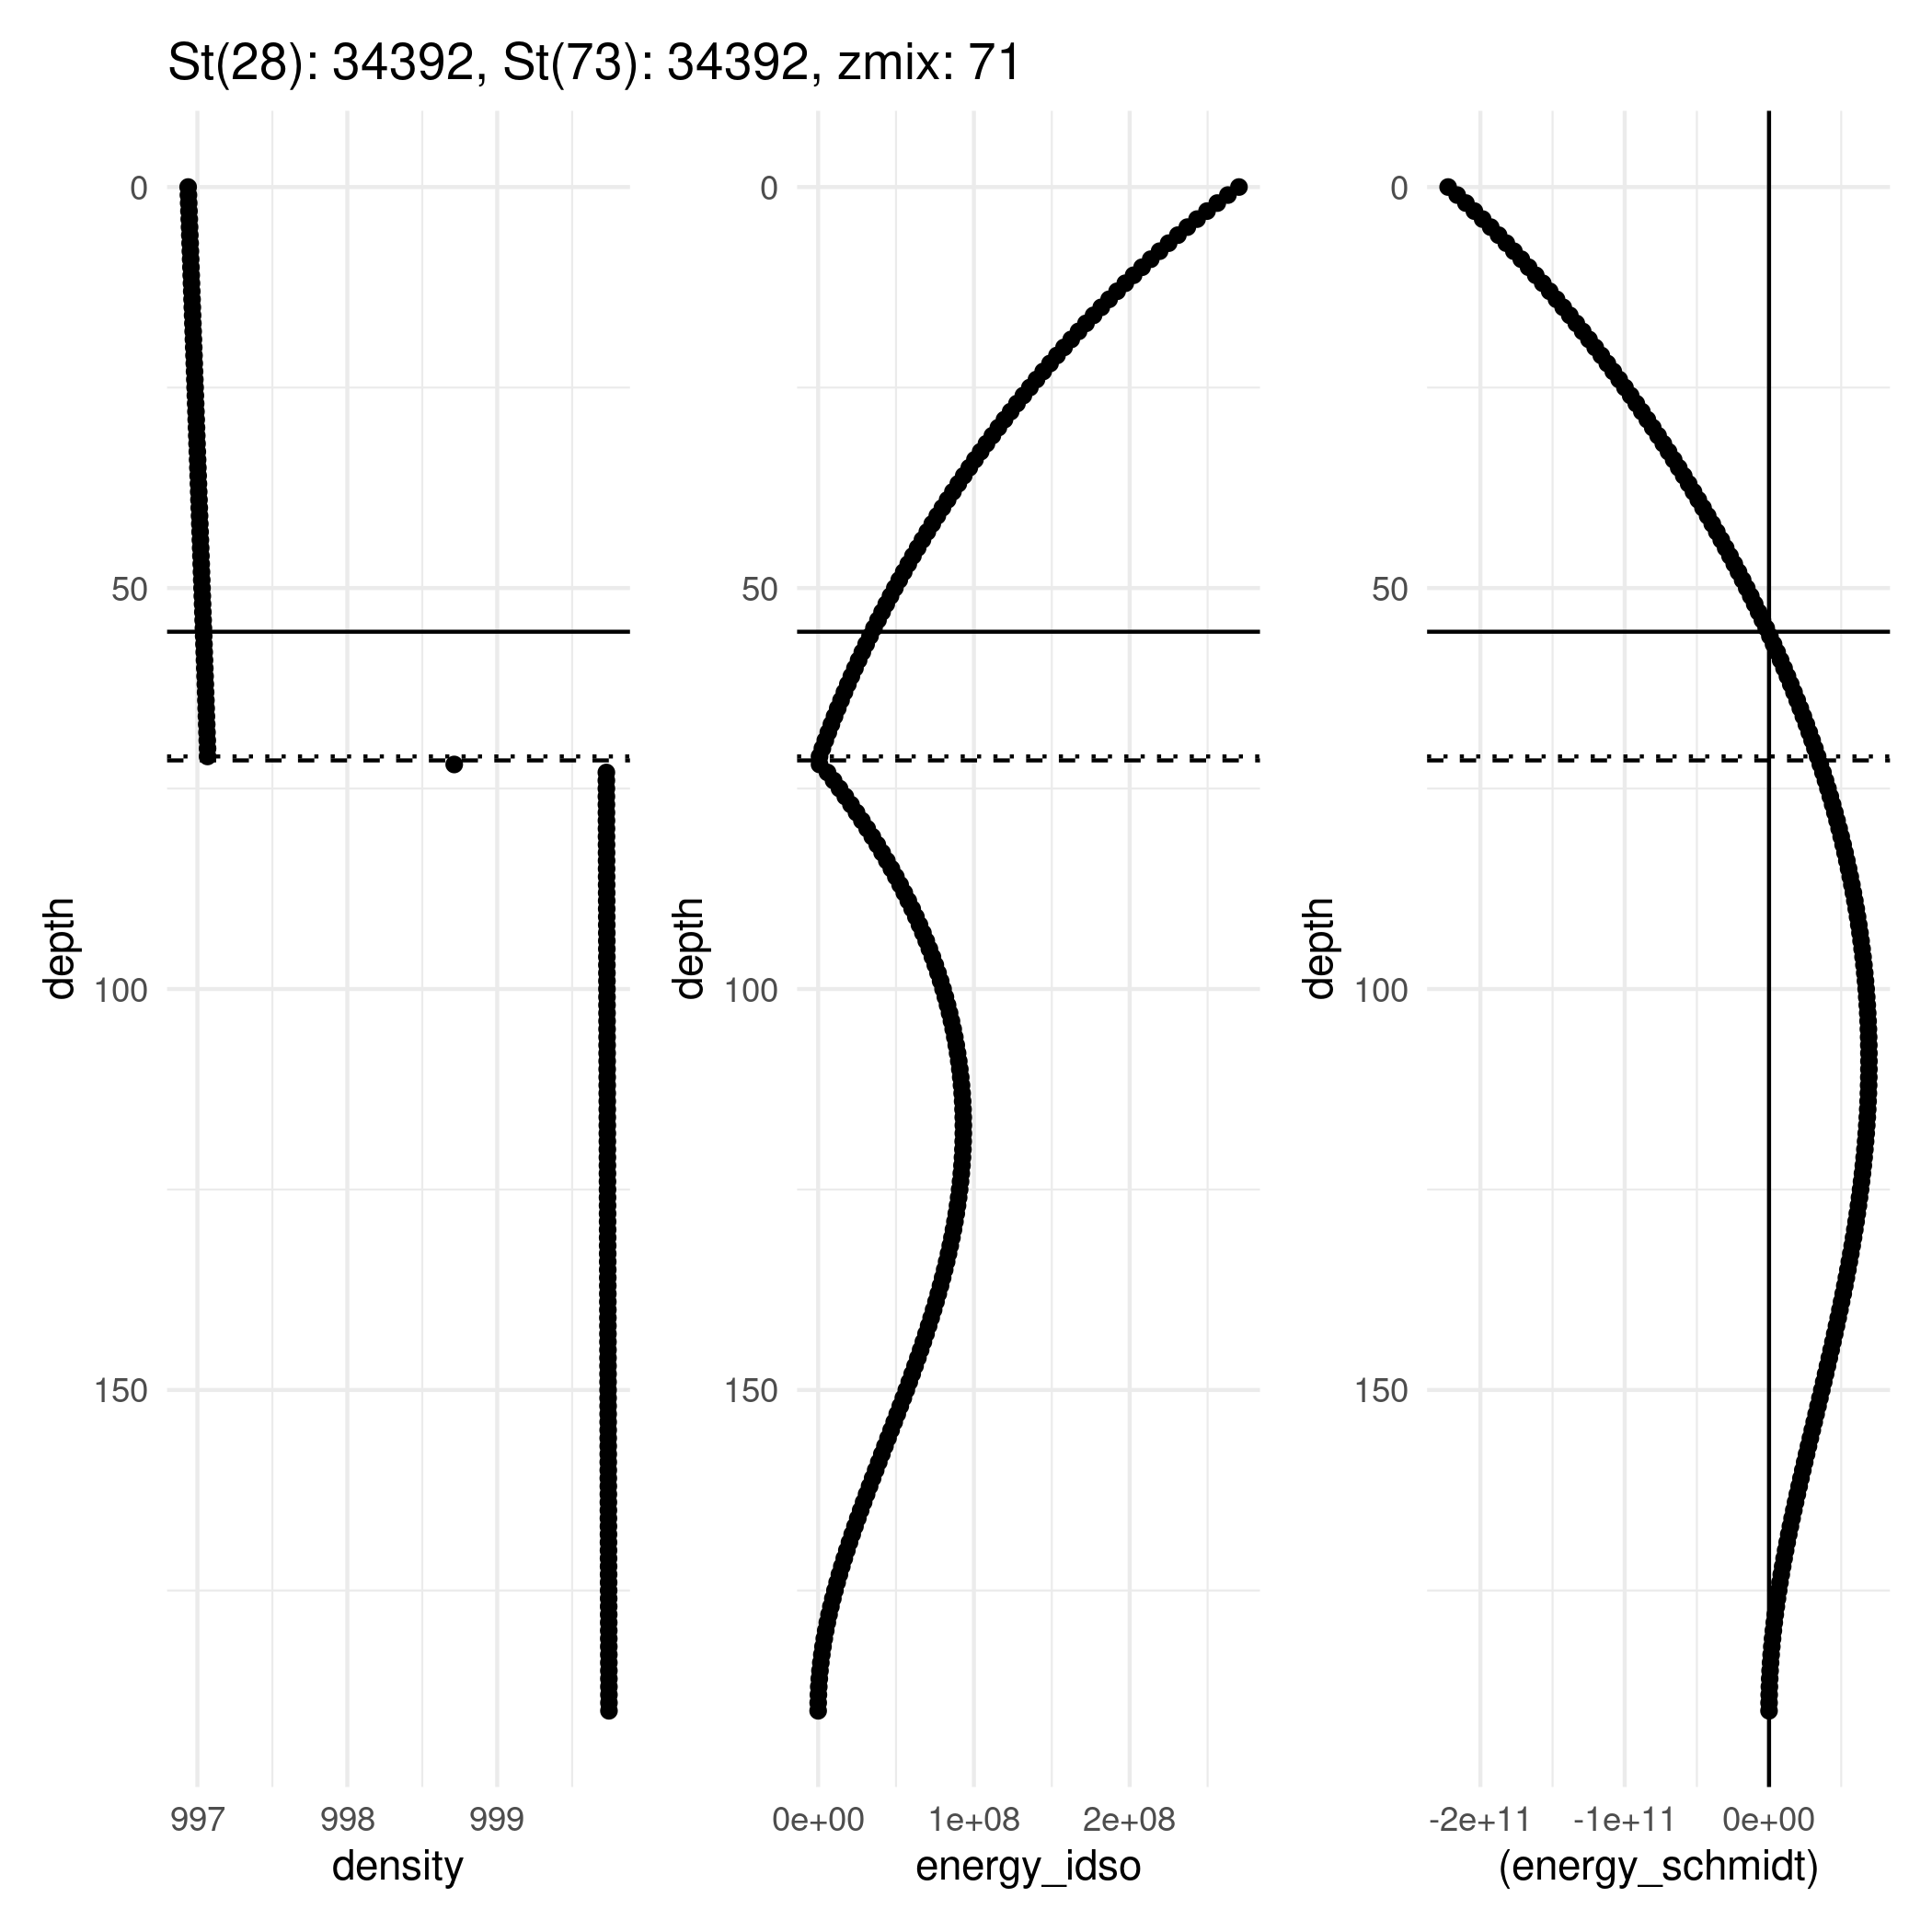 St(28): 34392, St(73): 34392, zmix: 71
0
50
100
150
depth
997
998
999
density
0
50
100
150
depth
0e+00
1e+08
2e+08
energy_idso
0
50
100
150
depth
-2e+11
-1e+11
0e+00
(energy_schmidt)